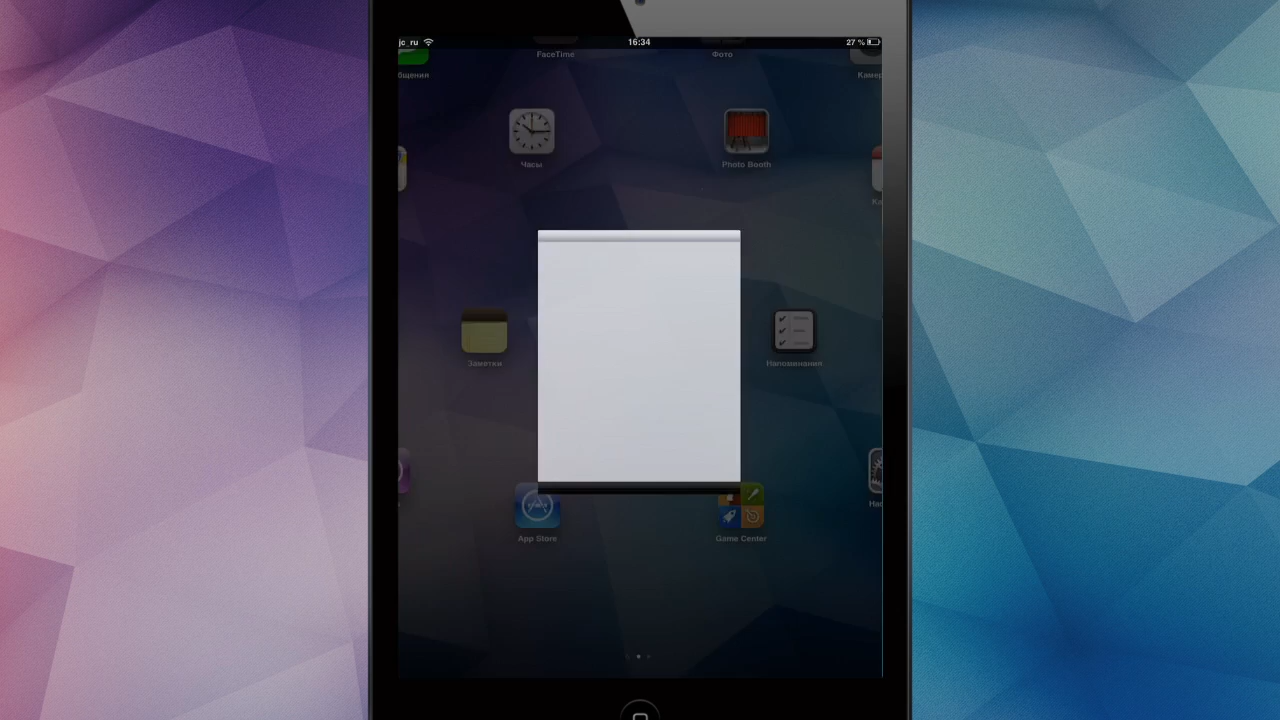 jc_ru
16:34
27 %
FaceTime
Фото
бщения
Камер
Часы
Photo Booth
Ка
Заметки
Напоминания
На
App Store
Game Center